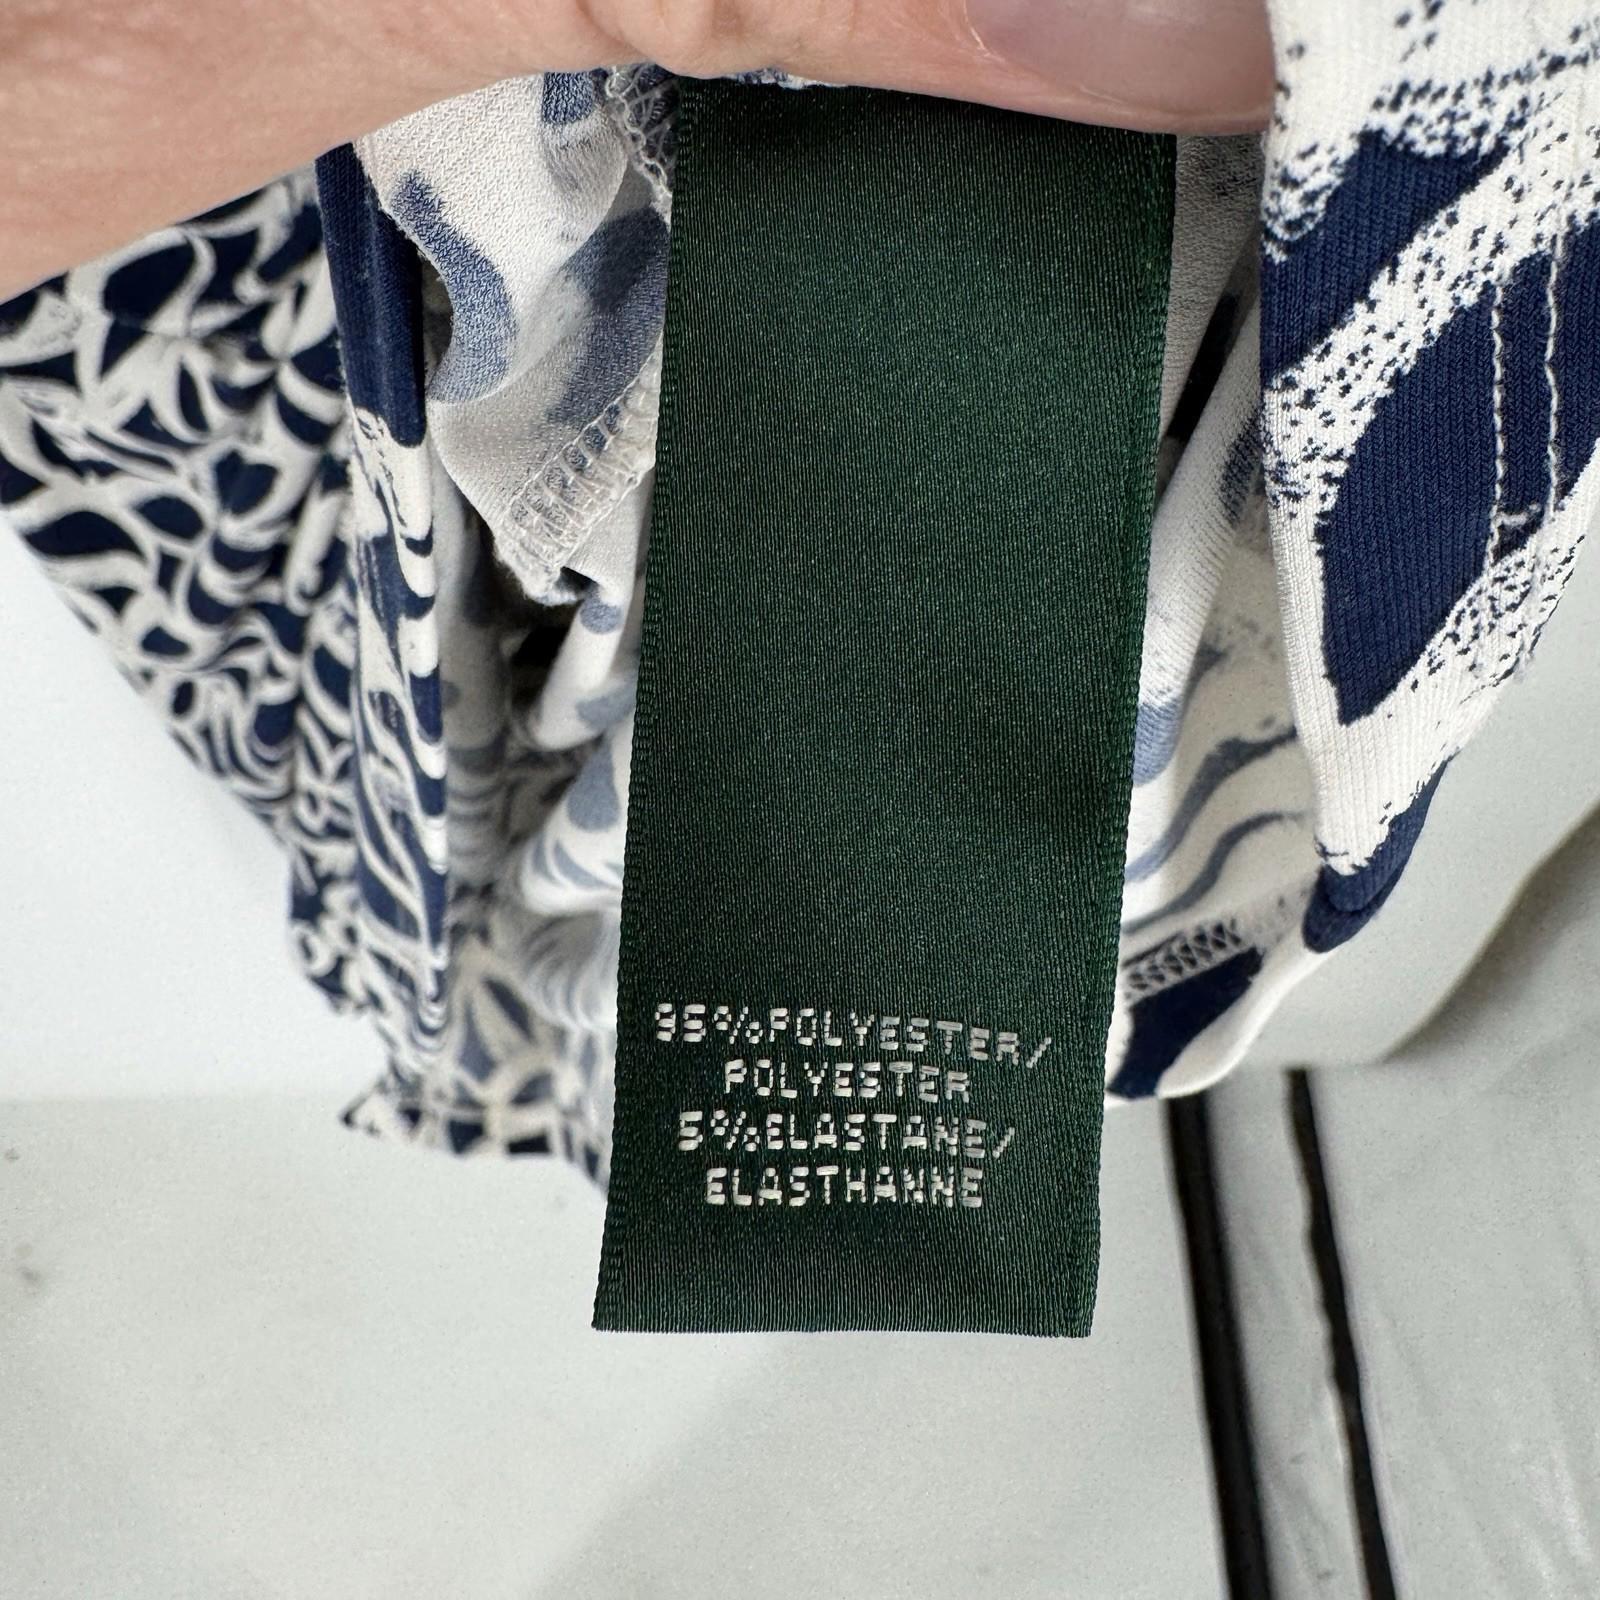 95%POLYESTER/
POLYESTER
5%ELASTANE/
ELASTHANNE